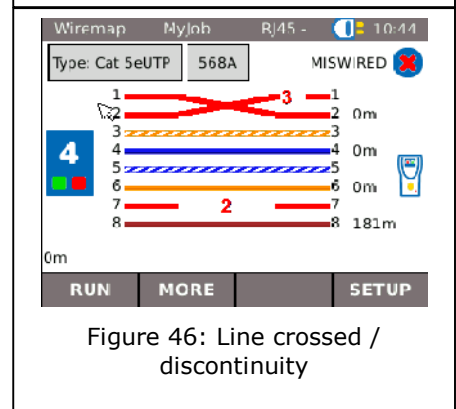 Wiremap MyJob RJ45 - 10:44
Type: Cat 5eUTP 568A MISWIRED
1 3 1
2 2 0m
3 3
4 4 0m
4
5 5
6 6 0m
7 2 7
8 8 181m
0m
RUN MORE SETUP
Figure 46: Line crossed /
discontinuity